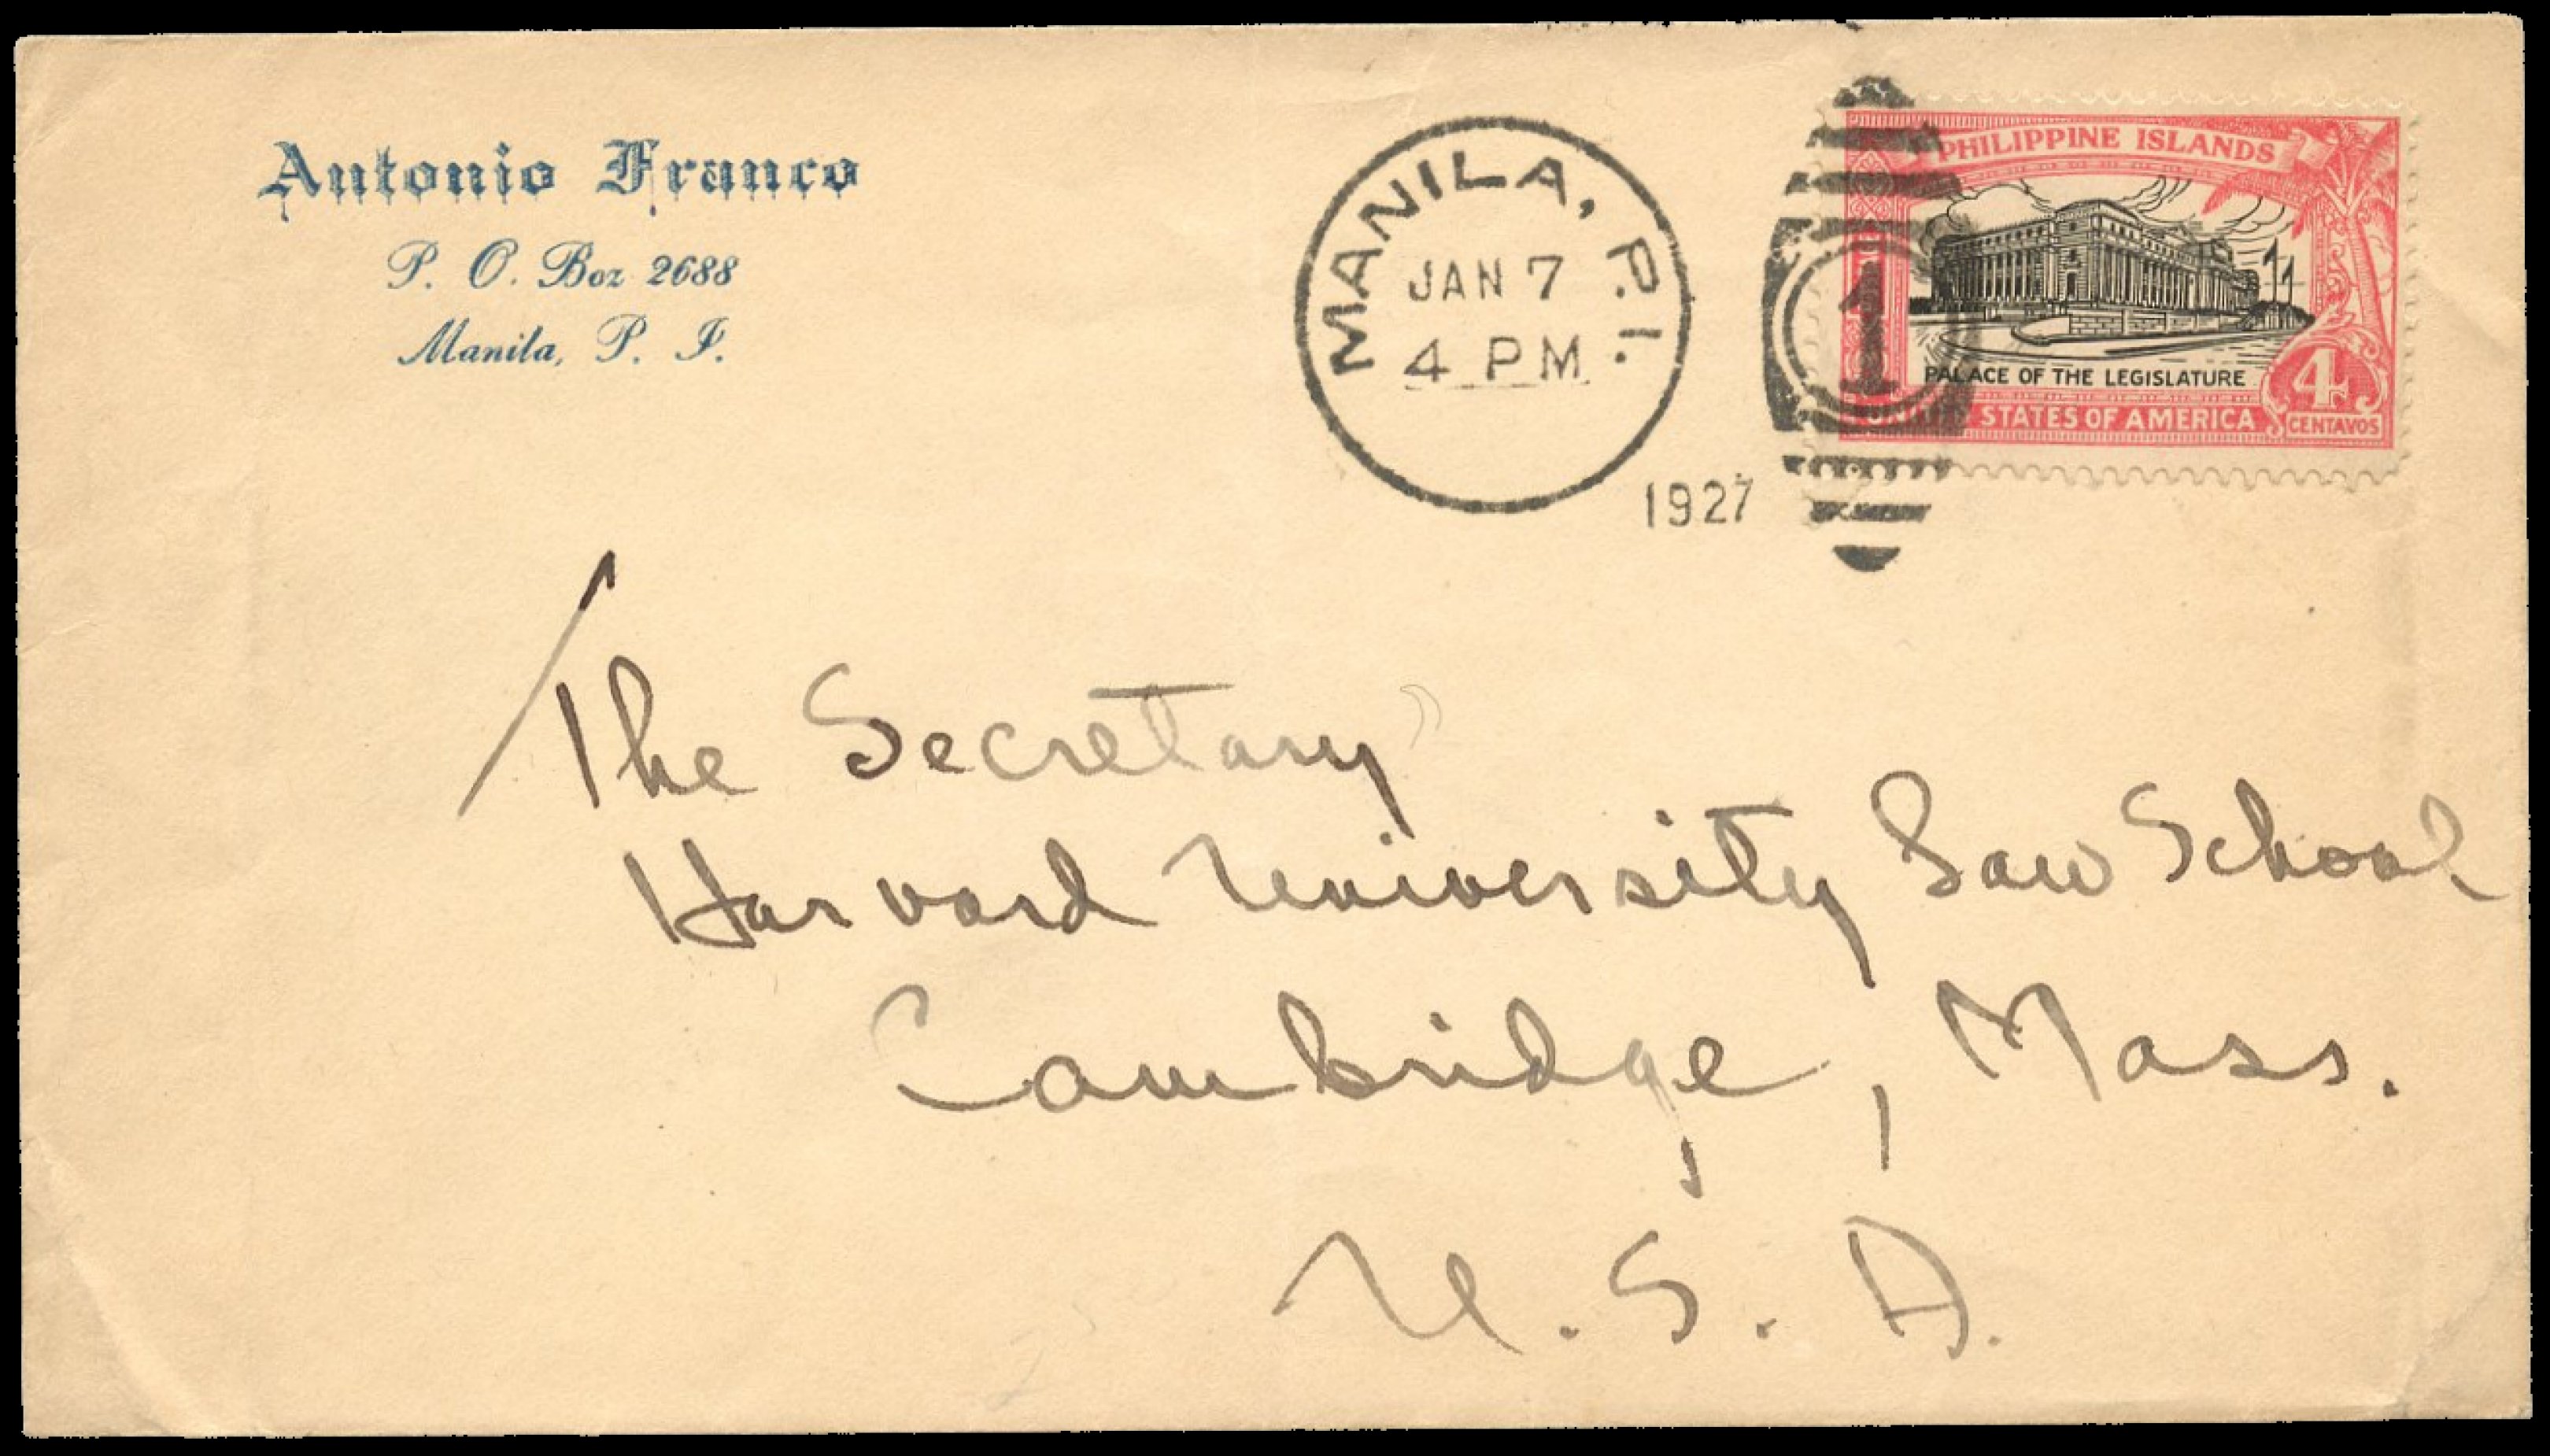 Antonio Franco
P. O. Box 2688
Manila, P. I.
MANILA, P.I.
JAN 7
4 PM
1927
1
PHILIPPINE ISLANDS
PALACE OF THE LEGISLATURE
UNITED STATES OF AMERICA
4
CENTAVOS
The Secretary
Harvard University Law School
Cambridge, Mass.
U. S. A.